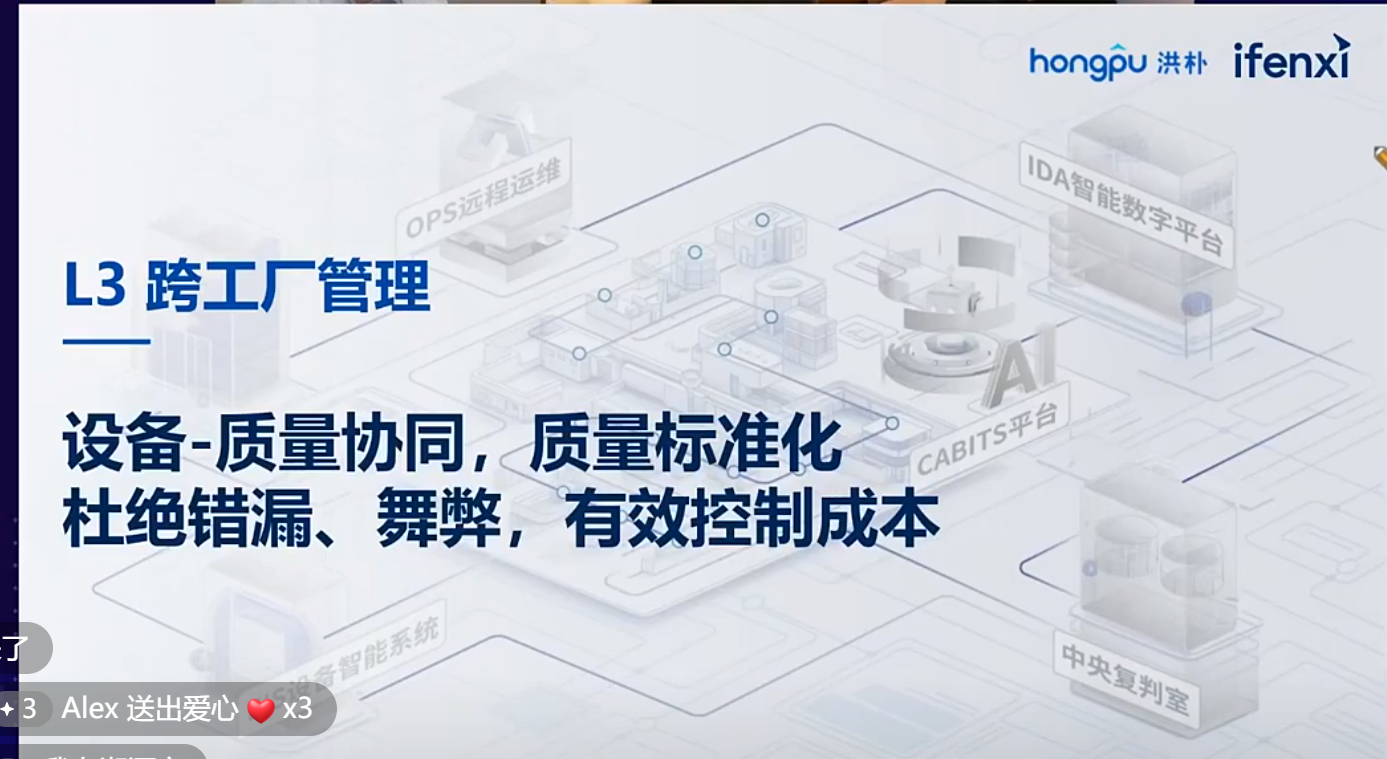 hongpu 洪朴 ifenxi
OPS远程运维
IDA智能数字平台
L3 跨工厂管理
AI
CABITS平台
设备-质量协同，质量标准化
杜绝错漏、舞弊，有效控制成本
设备智能系统
中央复判室
了
3 Alex 送出爱心 x3